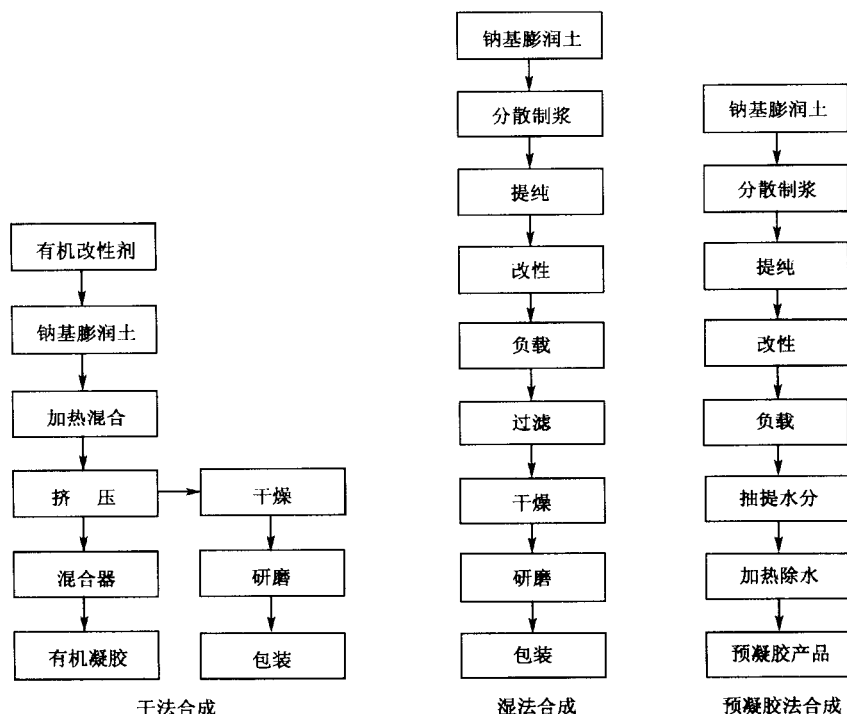 有机改性剂
钠基膨润土
加热混合
挤 压
混合器
有机凝胶
干燥
研磨
包装
干法合成
钠基膨润土
分散制浆
提纯
改性
负载
过滤
干燥
研磨
包装
湿法合成
钠基膨润土
分散制浆
提纯
改性
负载
抽提水分
加热除水
预凝胶产品
预凝胶法合成